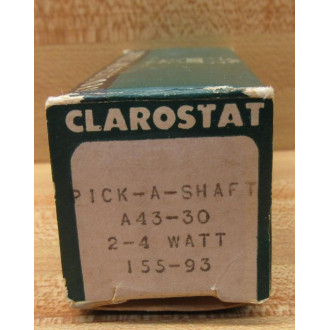 CLAROSTAT
PICK-A-SHAFT
A43-30
2-4 WATT
155-93